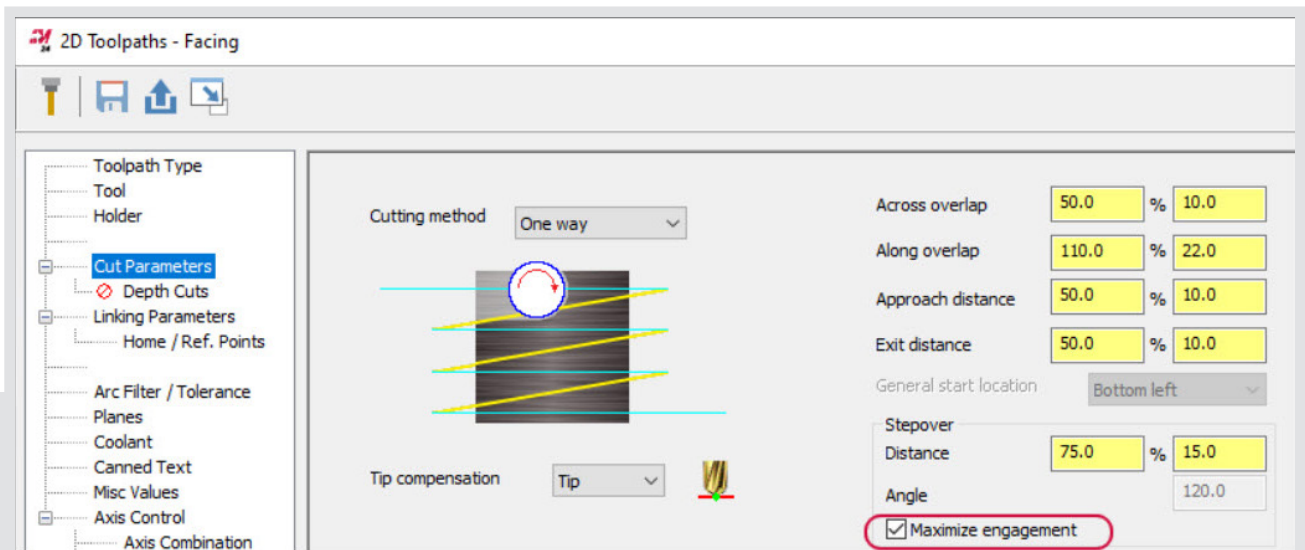 2D Toolpaths - Facing
Toolpath Type
Tool
Holder
Cut Parameters
Depth Cuts
Linking Parameters
Home / Ref. Points
Arc Filter / Tolerance
Planes
Coolant
Canned Text
Misc Values
Axis Control
Axis Combination
Cutting method One way
Tip compensation Tip
Across overlap 50.0 % 10.0
Along overlap 110.0 % 22.0
Approach distance 50.0 % 10.0
Exit distance 50.0 % 10.0
General start location Bottom left
Stepover
Distance 75.0 % 15.0
Angle 120.0
Maximize engagement